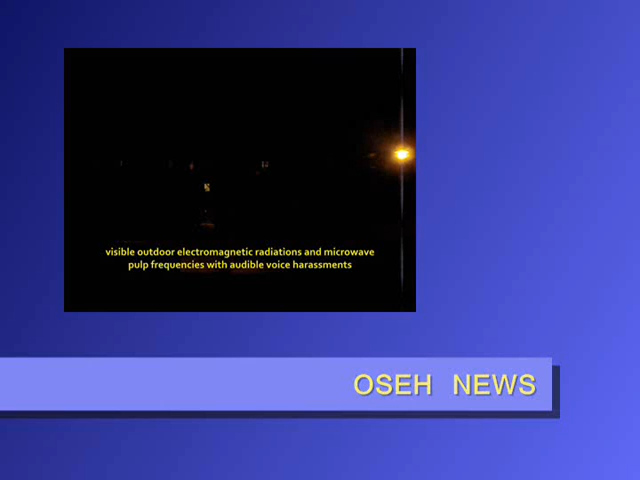 visible outdoor electromagnetic radiations and microwave
pulp frequencies with audible voice harassments
OSEH NEWS